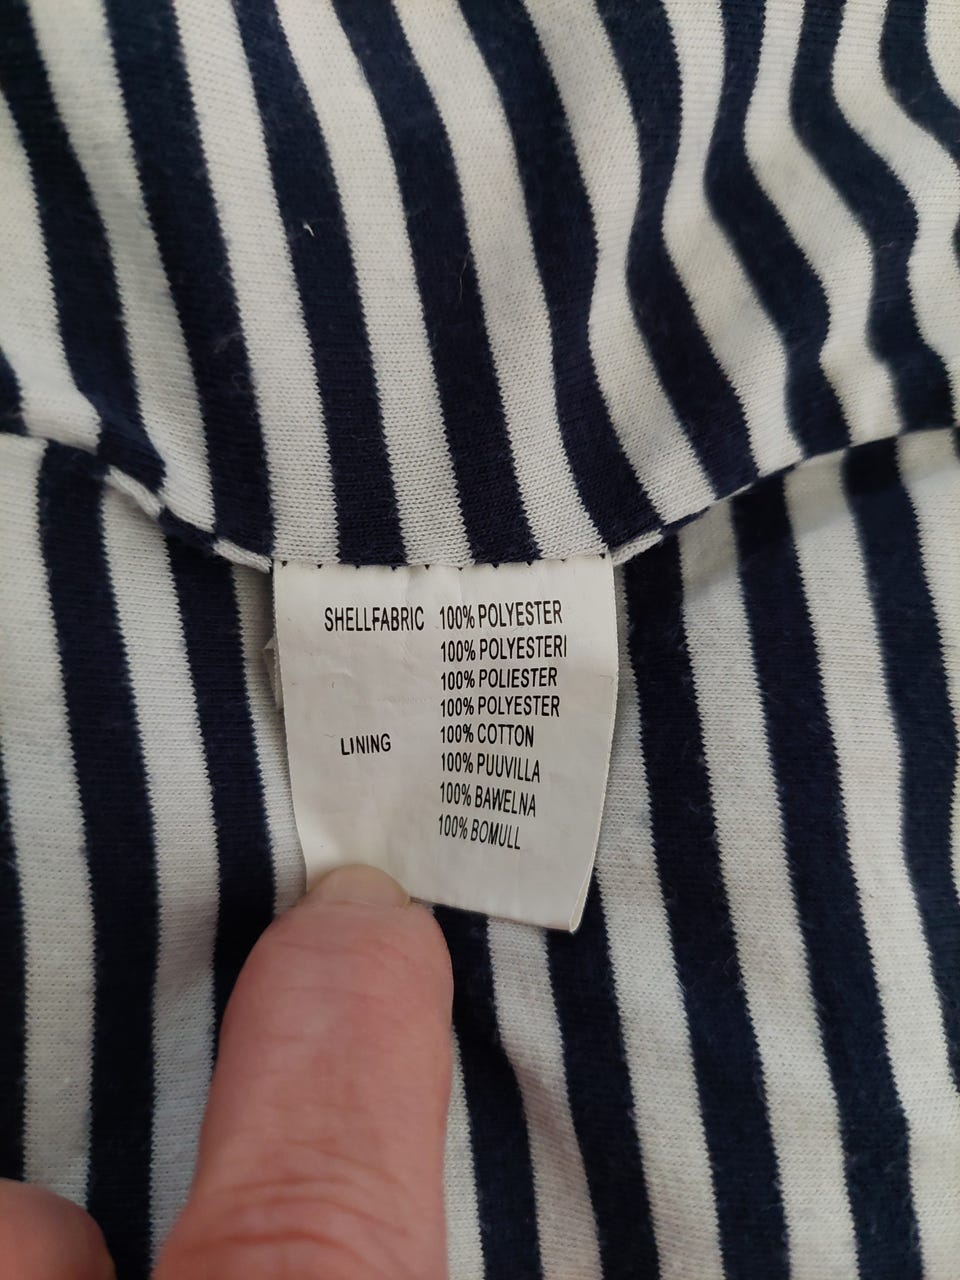 SHELLFABRIC 100% POLYESTER
100% POLYESTERI
100% POLIESTER
100% POLYESTER
LINING 100% COTTON
100% PUUVILLA
100% BAWELNA
100% BOMULL